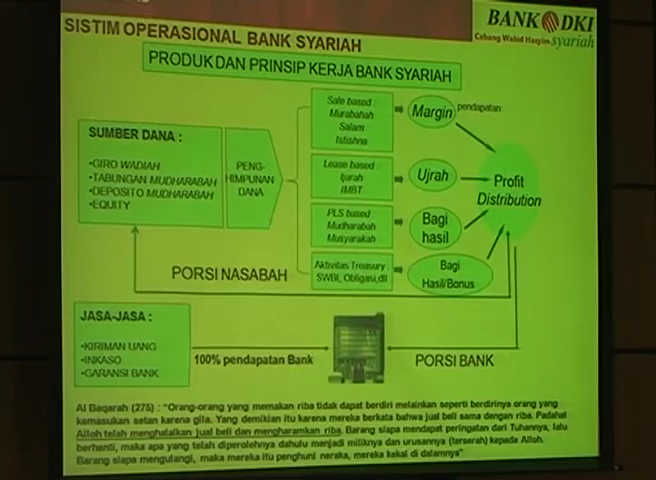 BANK DKI
Cabang Wahid Hasyim syariah
SISTIM OPERASIONAL BANK SYARIAH
PRODUK DAN PRINSIP KERJA BANK SYARIAH
SUMBER DANA :
•GIRO WADIAH
•TABUNGAN MUDHARABAH
•DEPOSITO MUDHARABAH
•EQUITY
PENG-
HIMPUNAN
DANA
Sale based :
Murabahah
Salam
Istishna
Margin
pendapatan
Lease based :
Ijarah
IMBT
Ujrah
PLS based :
Mudharabah
Musyarakah
Bagi
hasil
Aktivitas Treasury :
SWBI, Obligasi,dll
Bagi
Hasil/Bonus
Profit
Distribution
PORSI NASABAH
JASA-JASA :
•KIRIMAN UANG
•INKASO
•GARANSI BANK
100% pendapatan Bank
PORSI BANK
Al Baqarah (275) : "Orang-orang yang memakan riba tidak dapat berdiri melainkan seperti berdirinya orang yang
kemasukan setan karena gila. Yang demikian itu karena mereka berkata bahwa jual beli sama dengan riba. Padahal
Alloh telah menghalalkan jual beli dan mengharamkan riba. Barang siapa mendapat peringatan dari Tuhannya, lalu
berhenti, maka apa yang telah diperolehnya dahulu menjadi miliknya dan urusannya (terserah) kepada Alloh.
Barang siapa mengulangi, maka mereka itu penghuni neraka, mereka kekal di dalamnya"